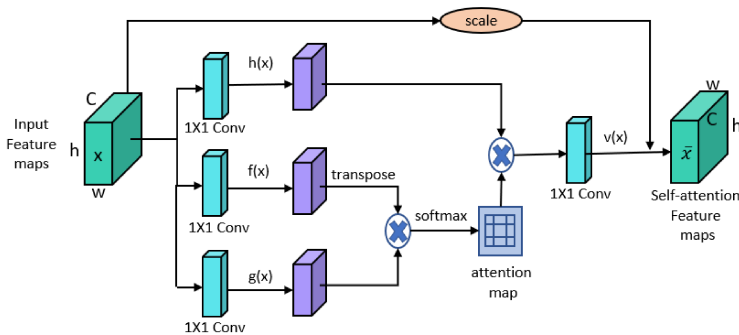 scale
C
Input
Feature
maps
h
x
w
h(x)
1X1 Conv
f(x)
transpose
1X1 Conv
g(x)
1X1 Conv
softmax
attention
map
v(x)
1X1 Conv
w
C
h
x̄
Self-attention
Feature
maps